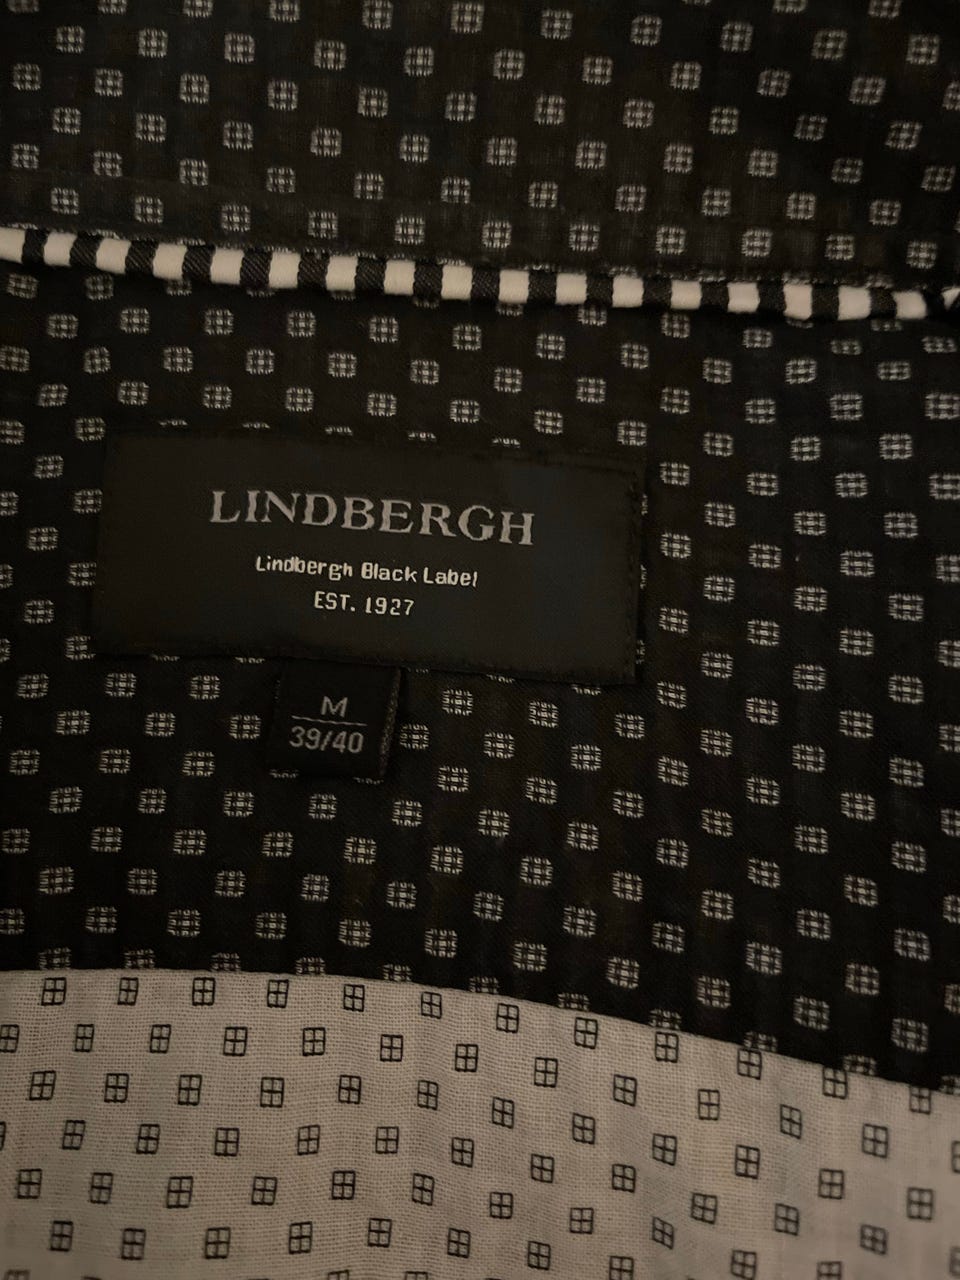 LINDBERGH
Lindbergh Black Label
EST. 1927
M
39/40